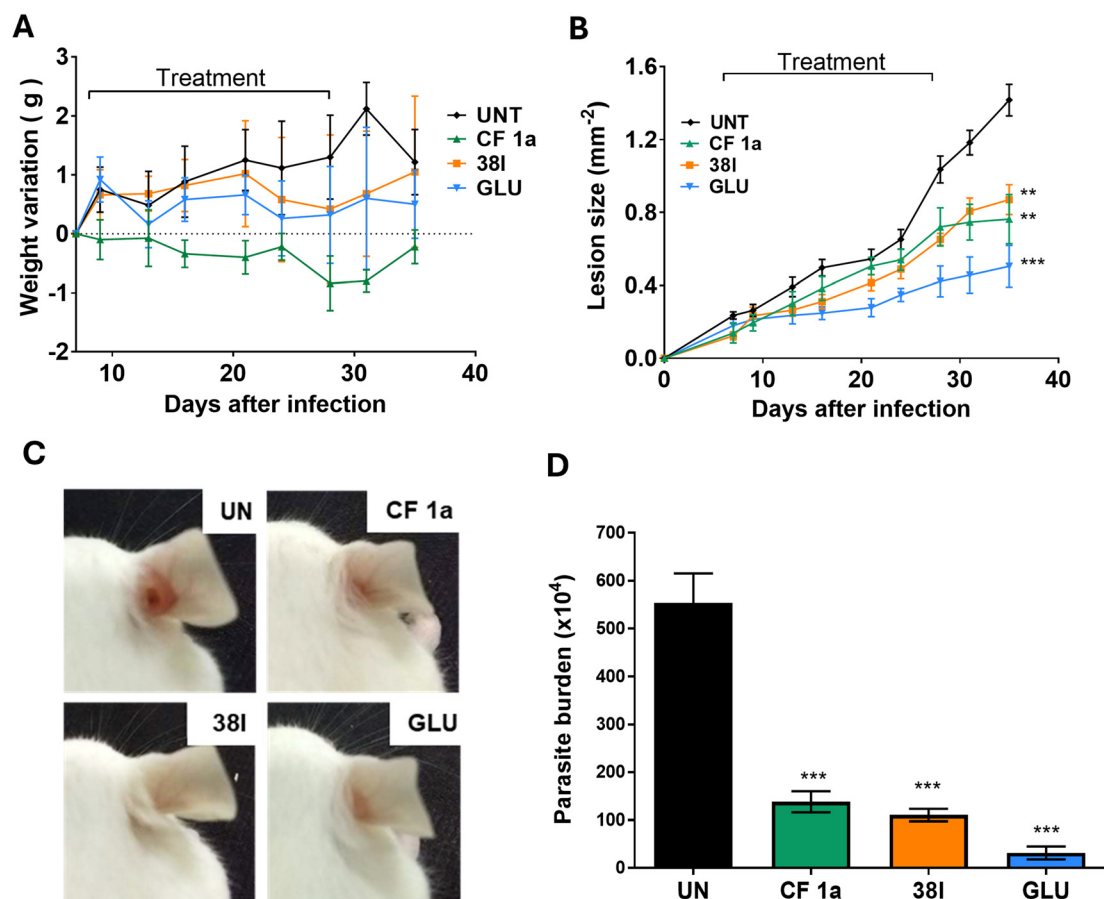 A
Weight variation ( g )
3
2
1
0
-1
-2
Treatment
UNT
CF 1a
38I
GLU
10
20
30
40
Days after infection
B
Lesion size (mm-2)
1.6
1.2
0.8
0.4
0.0
Treatment
UNT
CF 1a
38I
GLU
**
**
***
0
10
20
30
40
Days after infection
C
UN
CF 1a
38I
GLU
D
Parasite burden (x10⁴)
700
600
500
400
300
200
100
0
***
***
***
UN
CF 1a
38I
GLU